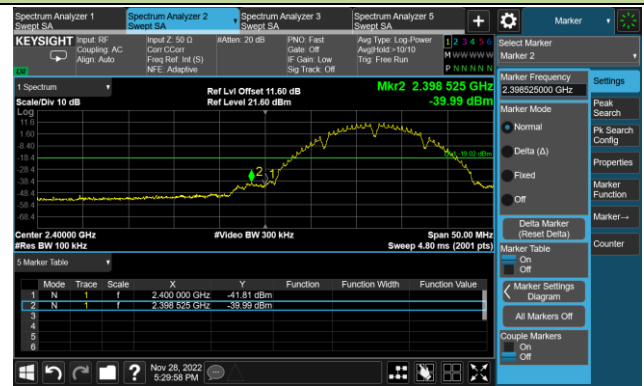 Spectrum Analyzer 1
Swept SA
Spectrum Analyzer 2
Swept SA
Spectrum Analyzer 3
Swept SA
Spectrum Analyzer 5
Swept SA
Marker
KEYSIGHT
Input: RF
Coupling: AC
Align: Auto
Input Z: 50 Ω
Corr CCorr
Freq Ref: Int (S)
NFE: Adaptive
#Atten: 20 dB
PNO: Fast
Gate: Off
IF Gain: Low
Sig Track: Off
Avg Type: Log-Power
Avg|Hold:>10/10
Trig: Free Run
1 2 3 4 5 6
M W W W W W
P N N N N N
Select Marker
Marker 2
1 Spectrum
Scale/Div 10 dB
Ref Lvl Offset 11.60 dB
Ref Level 21.60 dBm
Mkr2 2.398 525 GHz
-39.99 dBm
Log
11.6
1.60
-8.40
-18.4
-28.4
-38.4
-48.4
-58.4
-68.4
2
1
Center 2.40000 GHz
#Video BW 300 kHz
Span 50.00 MHz
#Res BW 100 kHz
Sweep 4.80 ms (2001 pts)
5 Marker Table
Mode Trace Scale X Y Function Function Width Function Value
1 N 1 f 2.400 000 GHz -41.81 dBm
2 N 1 f 2.398 525 GHz -39.99 dBm
3
4
5
6
Nov 28, 2022
5:29:58 PM
Marker Frequency
2.398525000 GHz
Marker Mode
Normal
Delta (Δ)
Fixed
Off
Delta Marker
(Reset Delta)
Marker Table
On
Off
Marker Settings
Diagram
All Markers Off
Couple Markers
On
Off
Settings
Peak
Search
Pk Search
Config
Properties
Marker
Function
Marker→
Counter